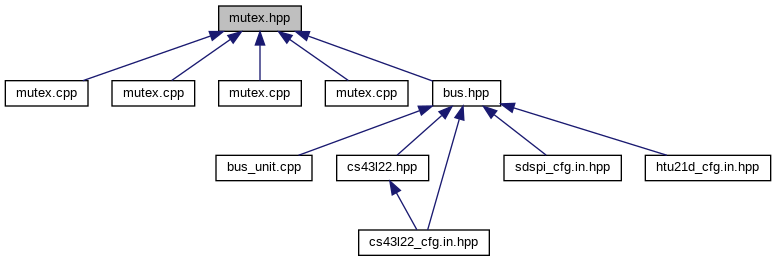 mutex.hpp
mutex.cpp
mutex.cpp
mutex.cpp
mutex.cpp
bus.hpp
bus_unit.cpp
cs43l22.hpp
sdspi_cfg.in.hpp
htu21d_cfg.in.hpp
cs43l22_cfg.in.hpp